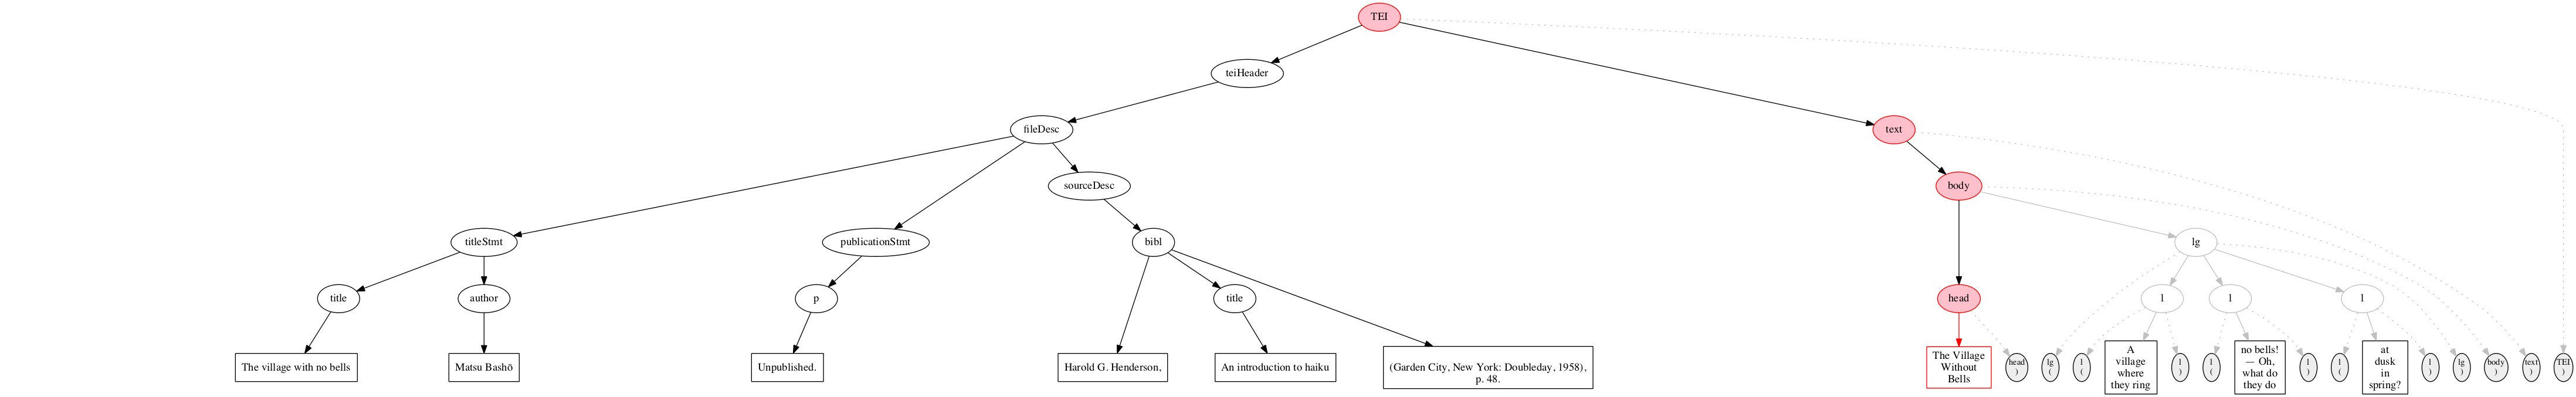 TEI
teiHeader
fileDesc
text
sourceDesc
body
titleStmt
publicationStmt
bibl
lg
title
author
p
title
head
l
l
l
The village with no bells
Matsu Bashō
Unpublished.
Harold G. Henderson,
An introduction to haiku
(Garden City, New York: Doubleday, 1958),
p. 48.
The Village
Without
Bells
head
)
lg
(
l
(
A
village
where
they ring
l
)
l
(
no bells!
— Oh,
what do
they do
l
)
l
(
at
dusk
in
spring?
l
)
lg
)
body
)
text
)
TEI
)